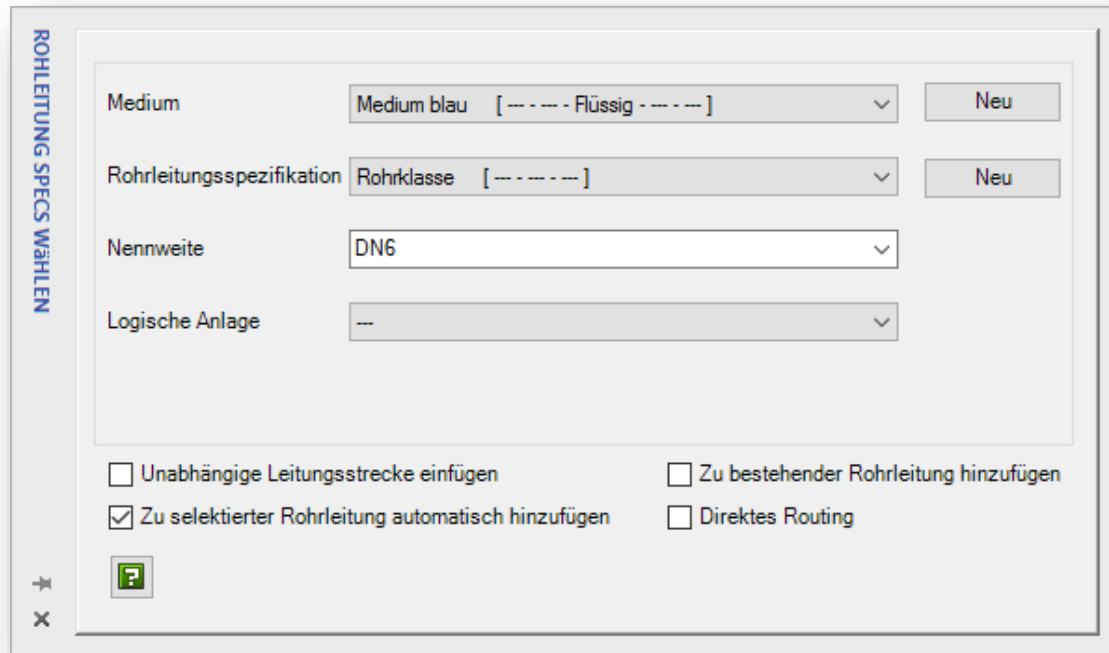 ROHLEITUNG SPECS WäHLEN
Medium
Medium blau [ --- - --- - Flüssig - --- - --- ]
Neu
Rohrleitungsspezifikation
Rohrklasse [ --- - --- - --- ]
Neu
Nennweite
DN6
Logische Anlage
---
Unabhängige Leitungsstrecke einfügen
Zu bestehender Rohrleitung hinzufügen
Zu selektierter Rohrleitung automatisch hinzufügen
Direktes Routing
?